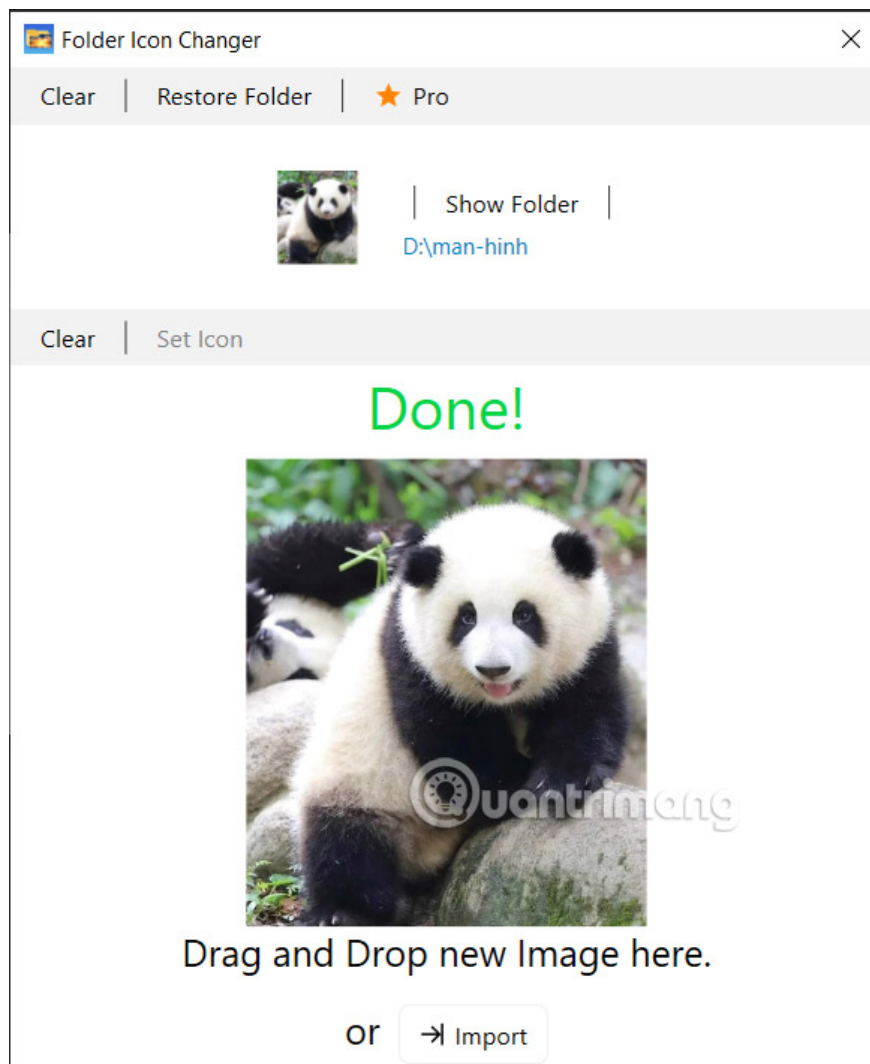 Folder Icon Changer
Clear | Restore Folder | Pro
Show Folder
D:\man-hinh
Clear | Set Icon
Done!
Quantrimang
Drag and Drop new Image here.
or Import